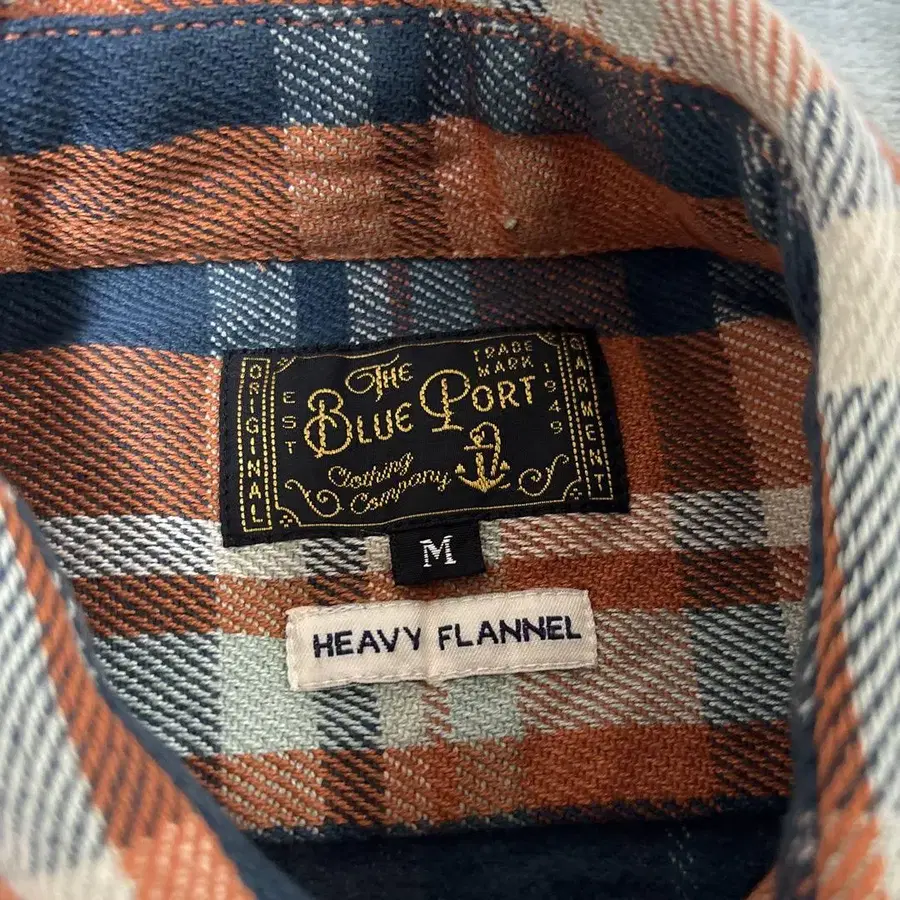 ORIGINAL
EST
THE
BLUE PORT
TRADE
MARK
1949
GARMENT
Clothing
Company
M
HEAVY FLANNEL